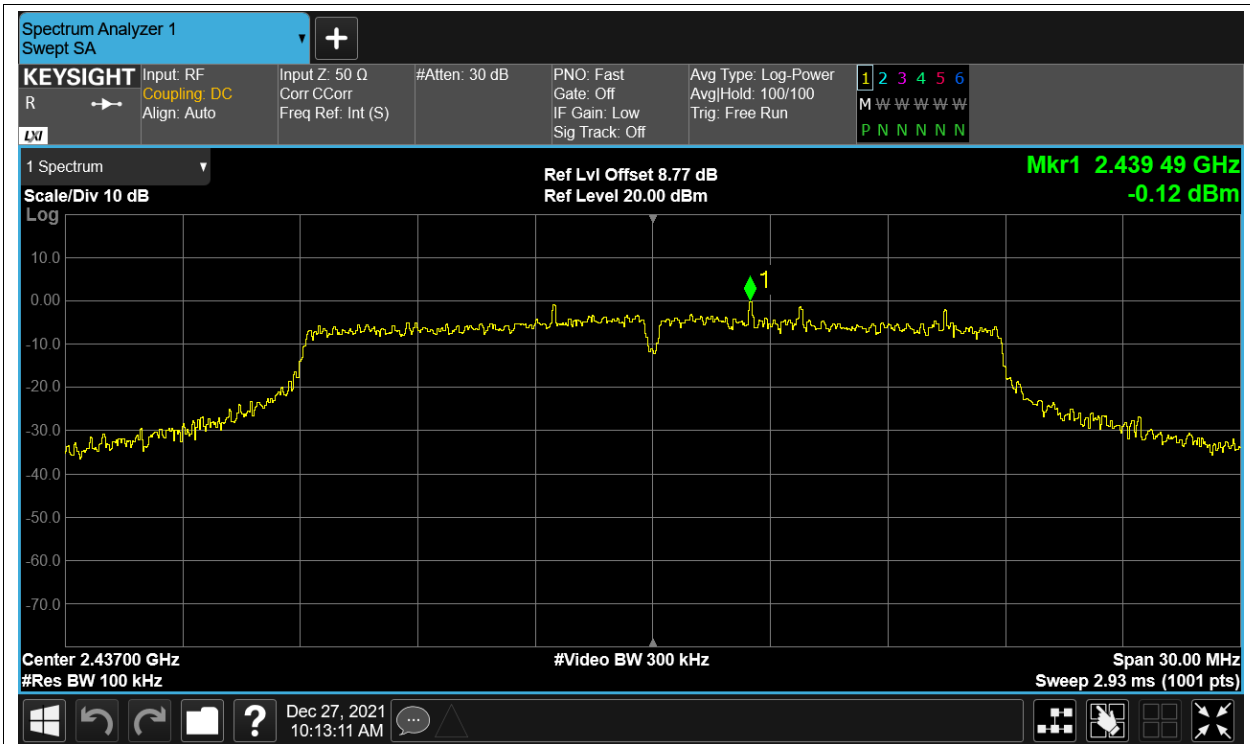 Spectrum Analyzer 1
Swept SA
KEYSIGHT
R
LXI
Input: RF
Coupling: DC
Align: Auto
Input Z: 50 Ω
Corr CCorr
Freq Ref: Int (S)
#Atten: 30 dB
PNO: Fast
Gate: Off
IF Gain: Low
Sig Track: Off
Avg Type: Log-Power
Avg|Hold: 100/100
Trig: Free Run
1 2 3 4 5 6
M W W W W W
P N N N N N
1 Spectrum
Scale/Div 10 dB
Ref Lvl Offset 8.77 dB
Ref Level 20.00 dBm
Mkr1 2.439 49 GHz
-0.12 dBm
Log
10.0
0.00
-10.0
-20.0
-30.0
-40.0
-50.0
-60.0
-70.0
1
Center 2.43700 GHz
#Res BW 100 kHz
#Video BW 300 kHz
Span 30.00 MHz
Sweep 2.93 ms (1001 pts)
?
Dec 27, 2021
10:13:11 AM